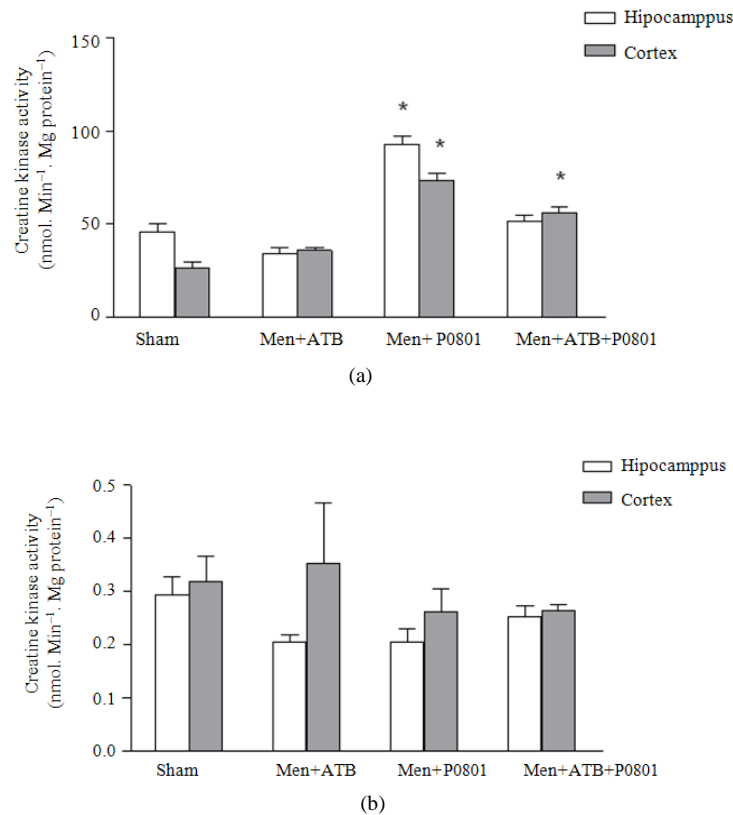 Hipocamppus
Cortex
Creatine kinase activity
(nmol. Min⁻¹. Mg protein⁻¹)
150
100
50
0
*
*
*
Sham
Men+ATB
Men+ P0801
Men+ATB+P0801
(a)
Hipocamppus
Cortex
Creatine kinase activity
(nmol. Min⁻¹. Mg protein⁻¹)
0.5
0.4
0.3
0.2
0.1
0.0
Sham
Men+ATB
Men+P0801
Men+ATB+P0801
(b)